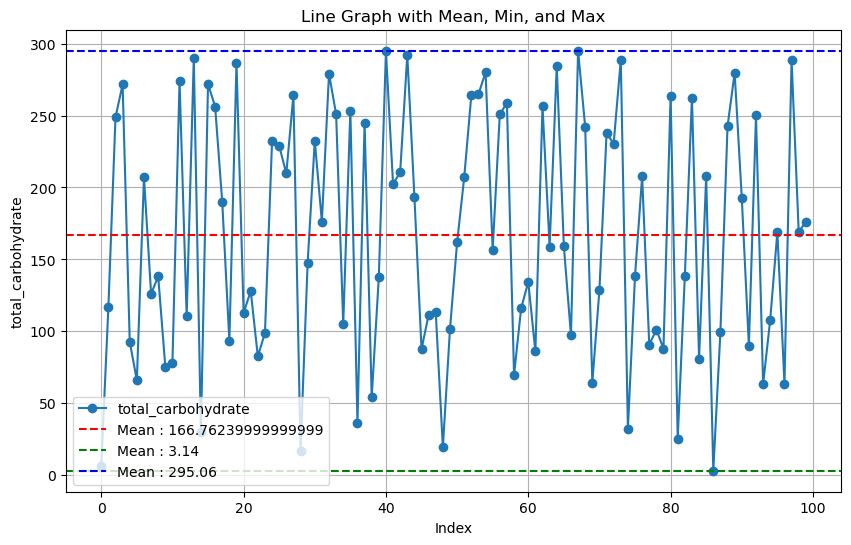 Line Graph with Mean, Min, and Max
300
250
200
150
100
50
0
total_carbohydrate
total_carbohydrate
Mean : 166.76239999999999
Mean : 3.14
Mean : 295.06
0 20 40 60 80 100
Index